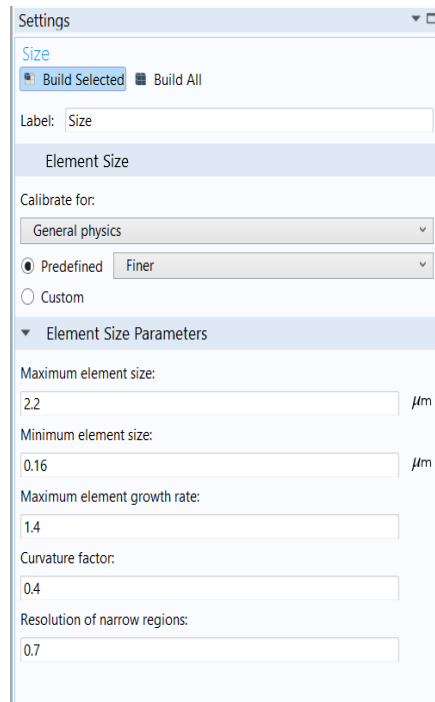 Settings
Size
Build Selected Build All
Label: Size
Element Size
Calibrate for:
General physics
Predefined Finer
Custom
Element Size Parameters
Maximum element size:
2.2 μm
Minimum element size:
0.16 μm
Maximum element growth rate:
1.4
Curvature factor:
0.4
Resolution of narrow regions:
0.7